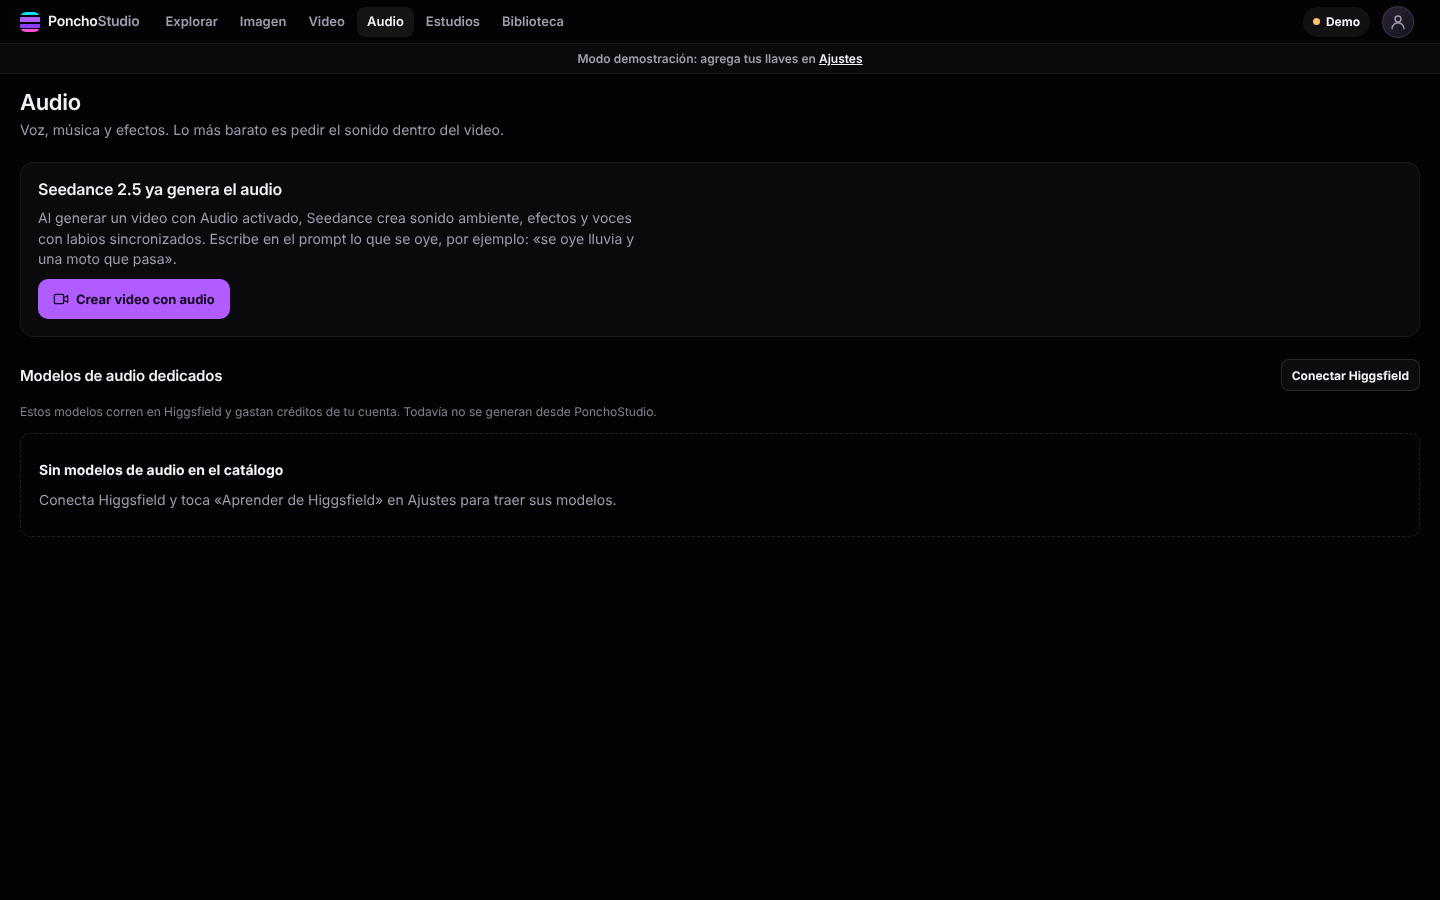 PonchoStudio Explorar Imagen Video Audio Estudios Biblioteca Demo
Modo demostración: agrega tus llaves en Ajustes
Audio
Voz, música y efectos. Lo más barato es pedir el sonido dentro del video.
Seedance 2.5 ya genera el audio
Al generar un video con Audio activado, Seedance crea sonido ambiente, efectos y voces
con labios sincronizados. Escribe en el prompt lo que se oye, por ejemplo: «se oye lluvia y
una moto que pasa».
Crear video con audio
Modelos de audio dedicados
Conectar Higgsfield
Estos modelos corren en Higgsfield y gastan créditos de tu cuenta. Todavía no se generan desde PonchoStudio.
Sin modelos de audio en el catálogo
Conecta Higgsfield y toca «Aprender de Higgsfield» en Ajustes para traer sus modelos.